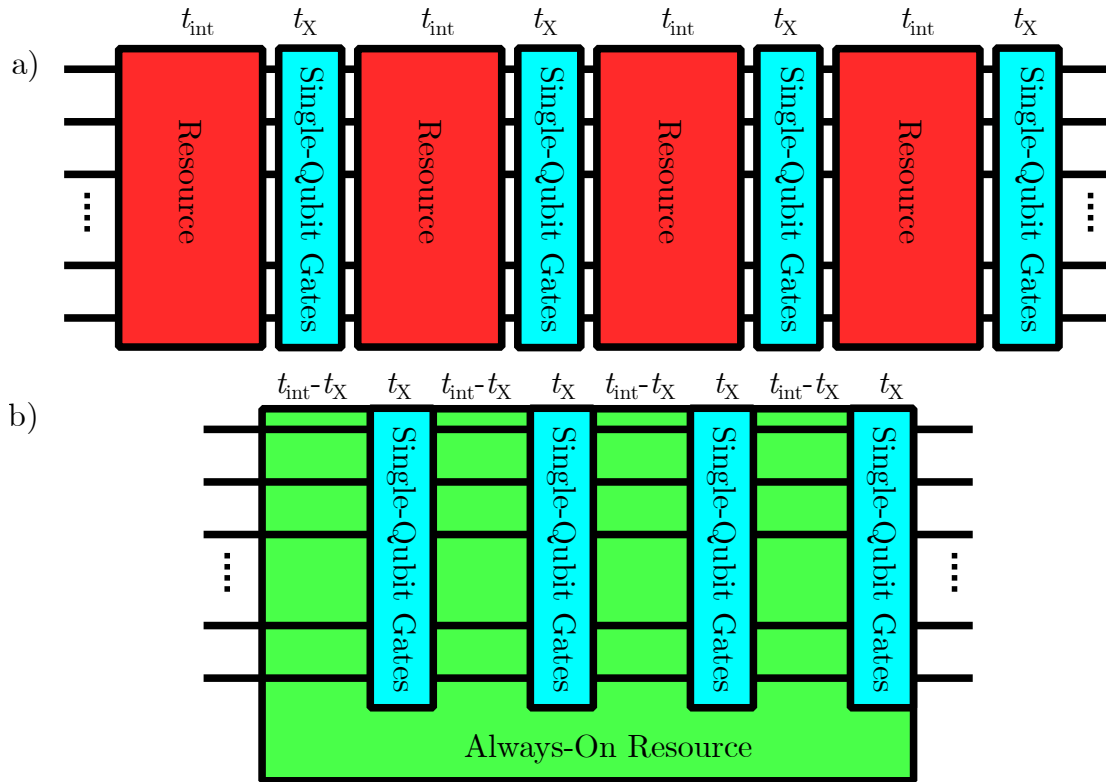 t_int t_X t_int t_X t_int t_X t_int t_X
a)
Resource
Single-Qubit Gates
Resource
Single-Qubit Gates
Resource
Single-Qubit Gates
Resource
Single-Qubit Gates
t_int-t_X t_X t_int-t_X t_X t_int-t_X t_X t_int-t_X t_X
b)
Single-Qubit Gates
Single-Qubit Gates
Single-Qubit Gates
Single-Qubit Gates
Always-On Resource